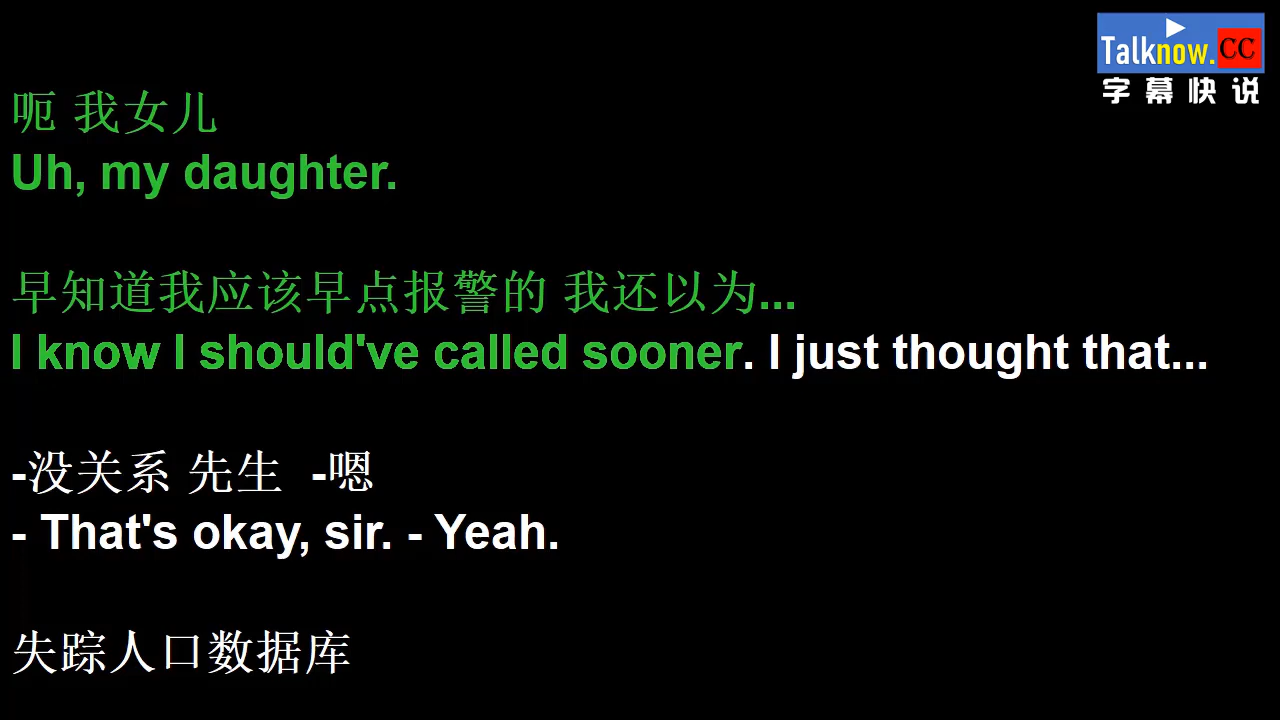 Talknow.CC
字幕快说
呃 我女儿
Uh, my daughter.
早知道我应该早点报警的 我还以为...
I know I should've called sooner. I just thought that...
-没关系 先生  -嗯
- That's okay, sir. - Yeah.
失踪人口数据库